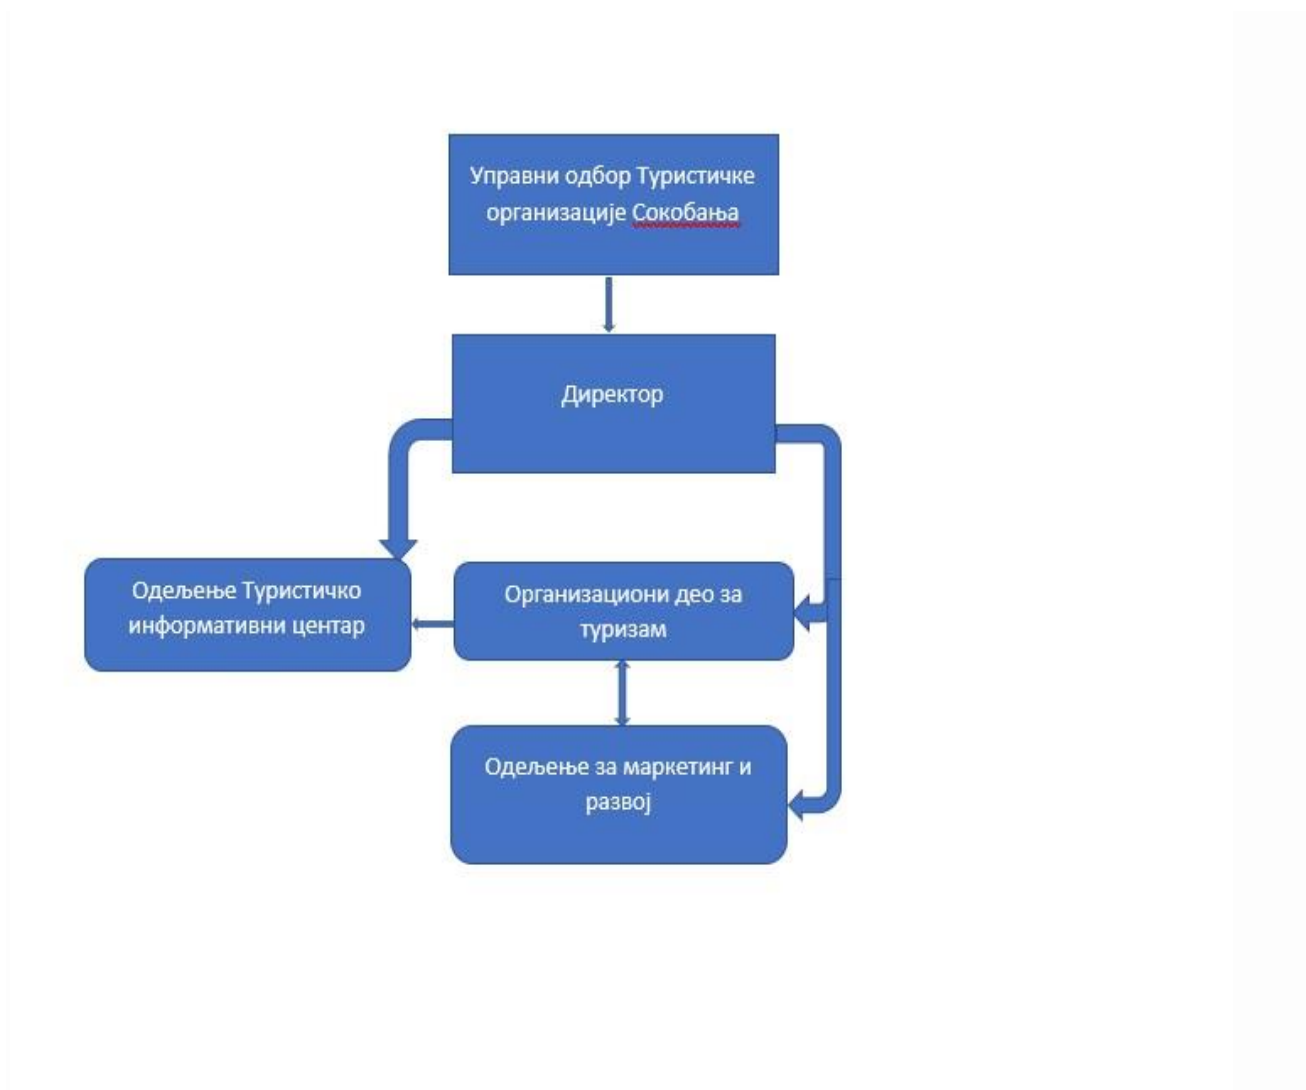 Управни одбор Туристичке
организације Сокобања
Директор
Одељење Туристичко
информативни центар
Организациони део за
туризам
Одељење за маркетинг и
развој